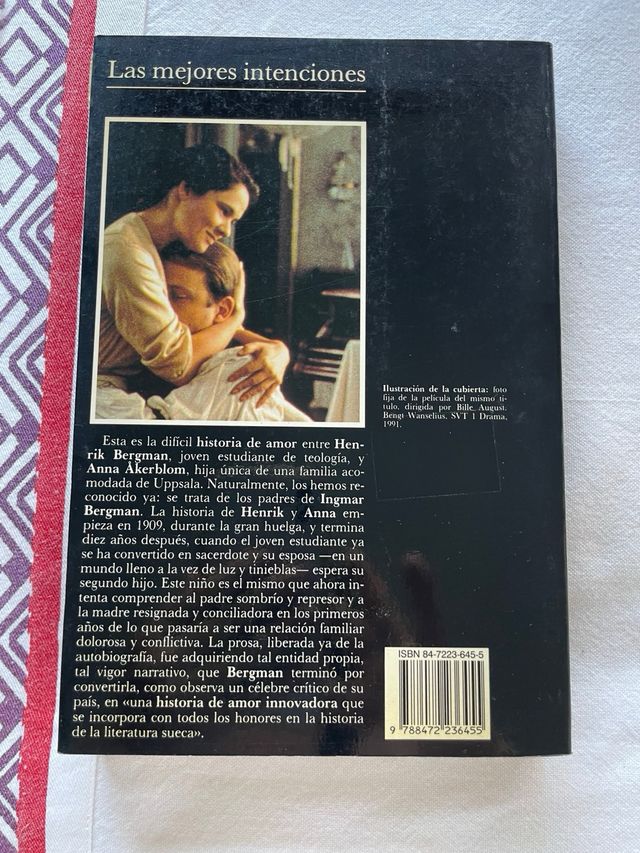 Las mejores intenciones
Ilustración de la cubierta: foto
fija de la película del mismo tí-
tulo, dirigida por Bille August.
Bengt Wanselius, SVT 1 Drama,
1991.
Esta es la difícil historia de amor entre Hen-
rik Bergman, joven estudiante de teología, y
Anna Åkerblom, hija única de una familia aco-
modada de Uppsala. Naturalmente, los hemos re-
conocido ya: se trata de los padres de Ingmar
Bergman. La historia de Henrik y Anna em-
pieza en 1909, durante la gran huelga, y termina
diez años después, cuando el joven estudiante ya
se ha convertido en sacerdote y su esposa —en un
mundo lleno a la vez de luz y tinieblas— espera su
segundo hijo. Este niño es el mismo que ahora in-
tenta comprender al padre sombrío y represor y a
la madre resignada y conciliadora en los primeros
años de lo que pasaría a ser una relación familiar
dolorosa y conflictiva. La prosa, liberada ya de la
autobiografía, fue adquiriendo tal entidad propia,
tal vigor narrativo, que Bergman terminó por
convertirla, como observa un célebre crítico de su
país, en «una historia de amor innovadora que
se incorpora con todos los honores en la historia
de la literatura sueca».
ISBN 84-7223-645-5
9 788472 236455